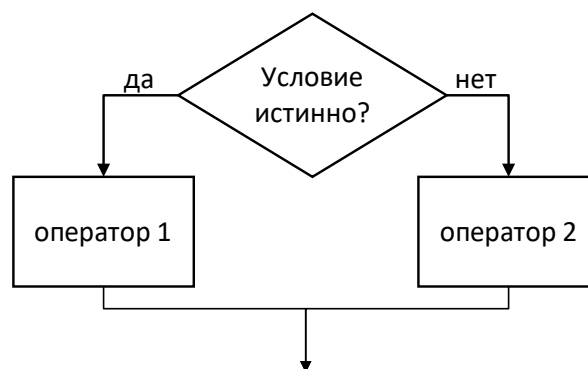 да
Условие
истинно?
нет
оператор 1
оператор 2